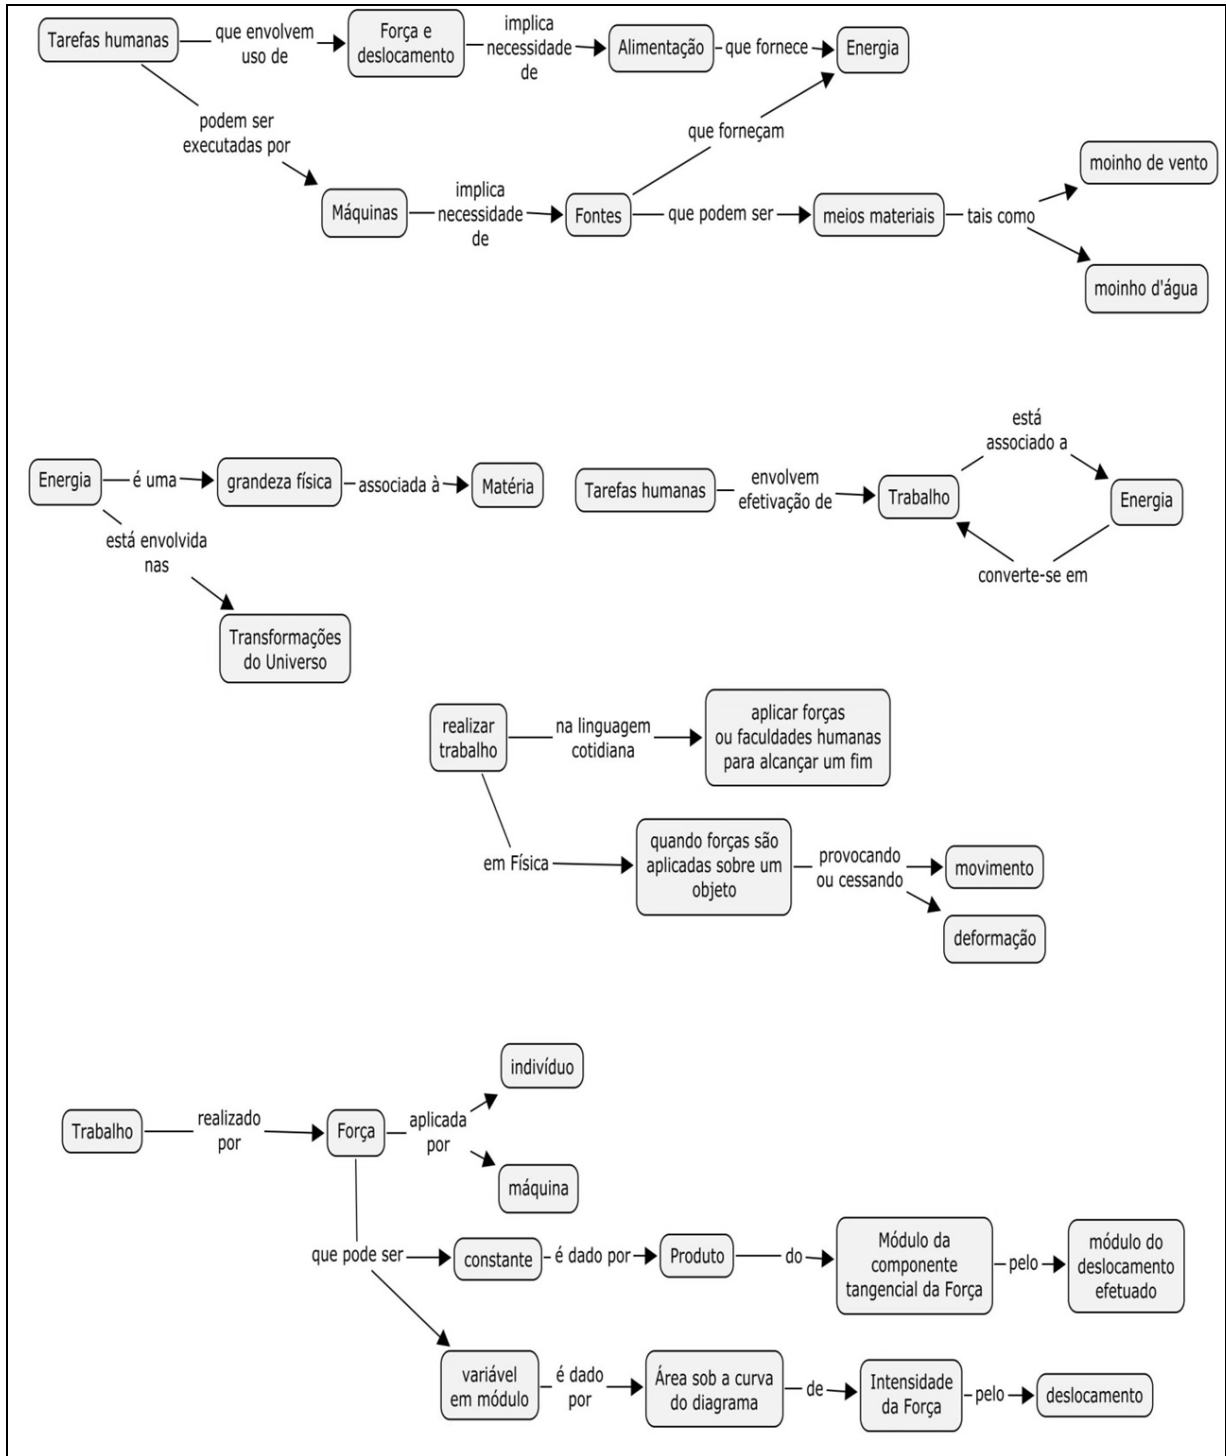 Tarefas humanas
que envolvem
uso de
Força e
deslocamento
implica
necessidade
de
Alimentação
que fornece
Energia
podem ser
executadas por
que forneçam
Máquinas
implica
necessidade
de
Fontes
que podem ser
meios materiais
tais como
moinho de vento
moinho d'água
Energia
é uma
grandeza física
associada à
Matéria
está envolvida
nas
Transformações
do Universo
Tarefas humanas
envolvem
efetivação de
Trabalho
está
associado a
Energia
converte-se em
realizar
trabalho
na linguagem
cotidiana
aplicar forças
ou faculdades humanas
para alcançar um fim
em Física
quando forças são
aplicadas sobre um
objeto
provocando
ou cessando
movimento
deformação
Trabalho
realizado
por
Força
aplicada
por
indivíduo
máquina
que pode ser
constante
é dado por
Produto
do
Módulo da
componente
tangencial da Força
pelo
módulo do
deslocamento
efetuado
variável
em módulo
é dado
por
Área sob a curva
do diagrama
de
Intensidade
da Força
pelo
deslocamento